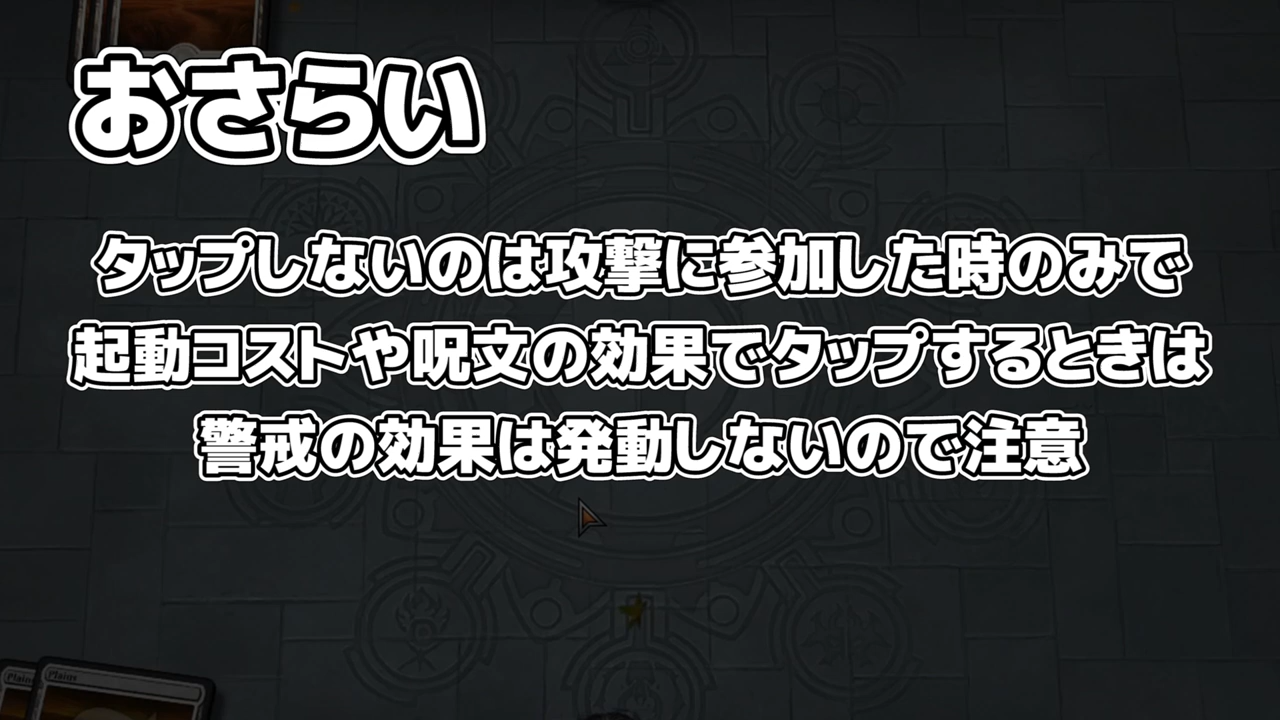 おさらい
タップしないのは攻撃に参加した時のみで
起動コストや呪文の効果でタップするときは
警戒の効果は発動しないので注意
Plains
Plains